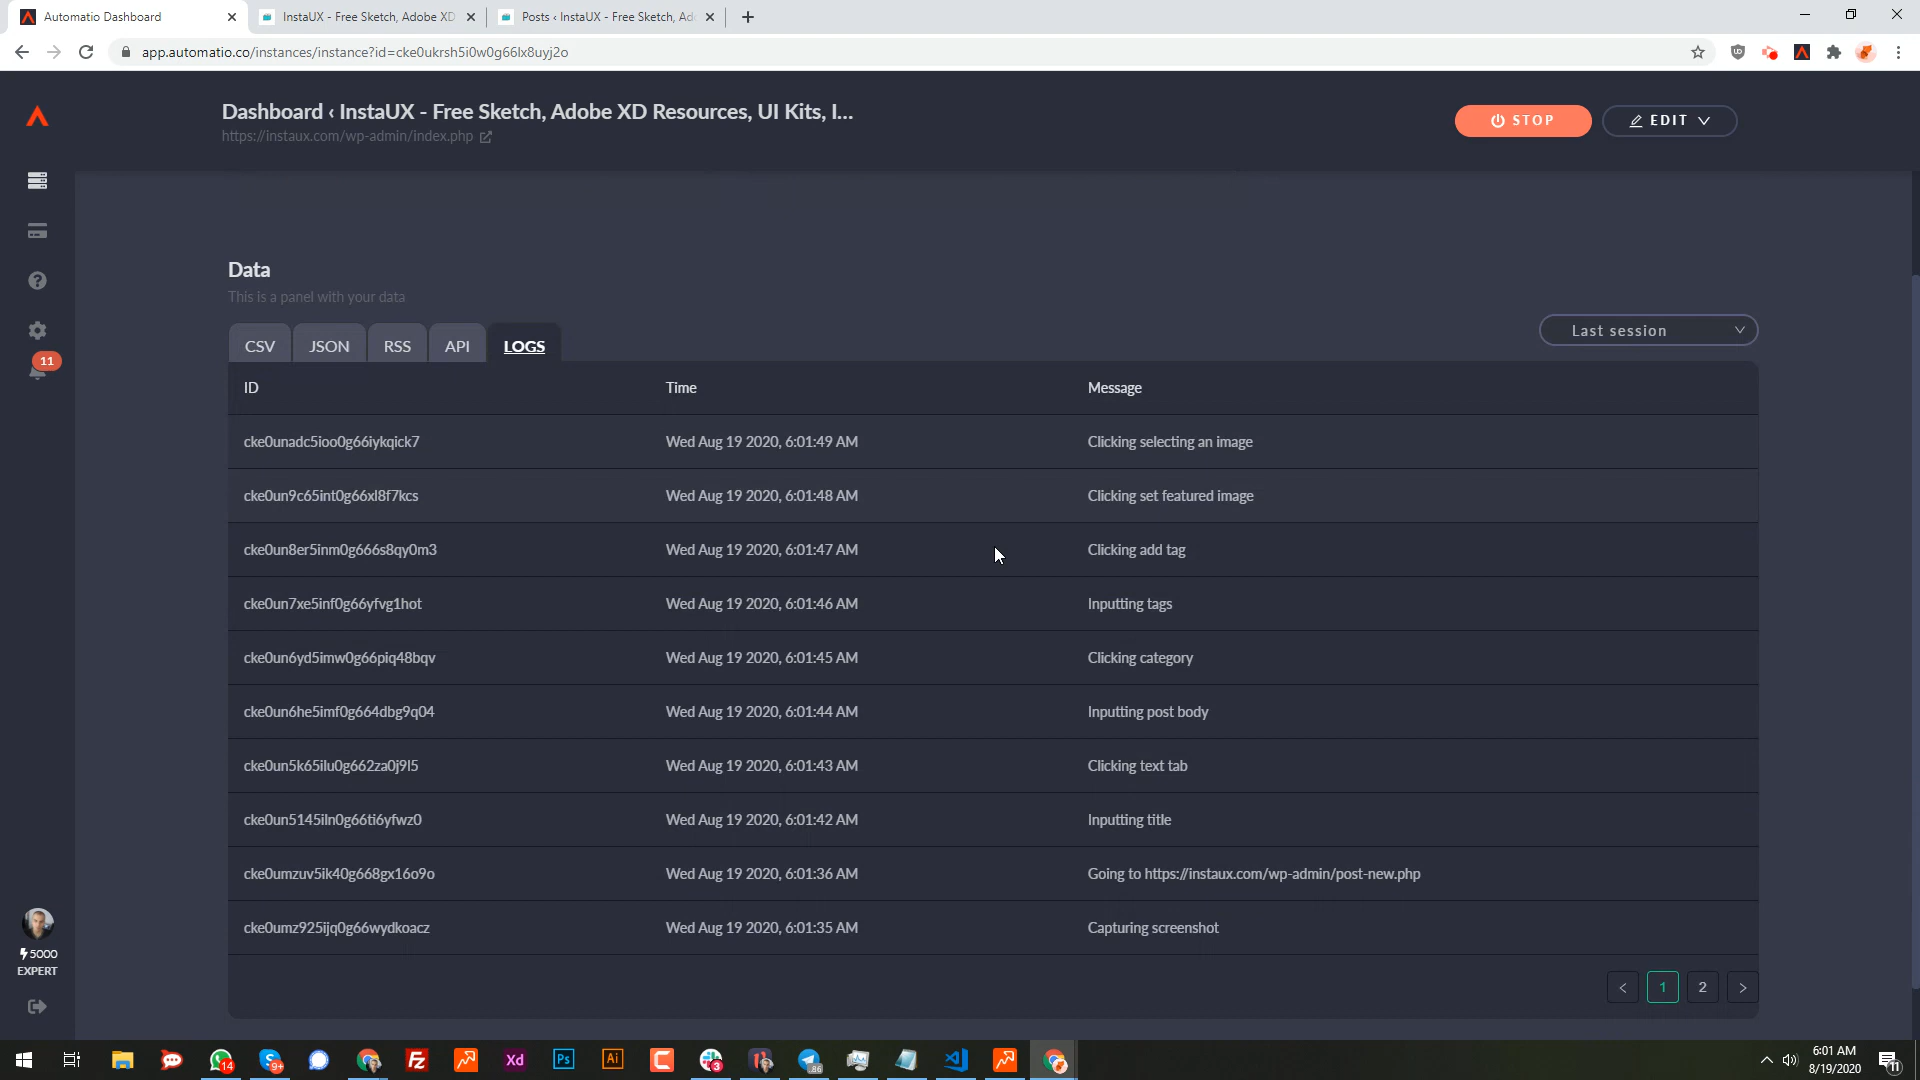 Automatio Dashboard
InstaUX - Free Sketch, Adobe XD
Posts ‹ InstaUX - Free Sketch, Ad
app.automatio.co/instances/instance?id=cke0ukrsh5i0w0g66lx8uyj2o
Dashboard ‹ InstaUX - Free Sketch, Adobe XD Resources, UI Kits, I...
https://instaux.com/wp-admin/index.php
STOP
EDIT
11
Data
This is a panel with your data
CSV
JSON
RSS
API
LOGS
Last session
ID Time Message
cke0unadc5ioo0g66iykqick7 Wed Aug 19 2020, 6:01:49 AM Clicking selecting an image
cke0un9c65int0g66xl8f7kcs Wed Aug 19 2020, 6:01:48 AM Clicking set featured image
cke0un8er5inm0g666s8qy0m3 Wed Aug 19 2020, 6:01:47 AM Clicking add tag
cke0un7xe5inf0g66yfvg1hot Wed Aug 19 2020, 6:01:46 AM Inputting tags
cke0un6yd5imw0g66piq48bqv Wed Aug 19 2020, 6:01:45 AM Clicking category
cke0un6he5imf0g664dbg9q04 Wed Aug 19 2020, 6:01:44 AM Inputting post body
cke0un5k65ilu0g662za0j9l5 Wed Aug 19 2020, 6:01:43 AM Clicking text tab
cke0un5145iln0g66ti6yfwz0 Wed Aug 19 2020, 6:01:42 AM Inputting title
cke0umzuv5ik40g668gx16o9o Wed Aug 19 2020, 6:01:36 AM Going to https://instaux.com/wp-admin/post-new.php
cke0umz925ijq0g66wydkoacz Wed Aug 19 2020, 6:01:35 AM Capturing screenshot
5000
EXPERT
< 1 2 >
14
9+
Fz
Xd
Ps
Ai
C
3
86
6:01 AM
8/19/2020
11